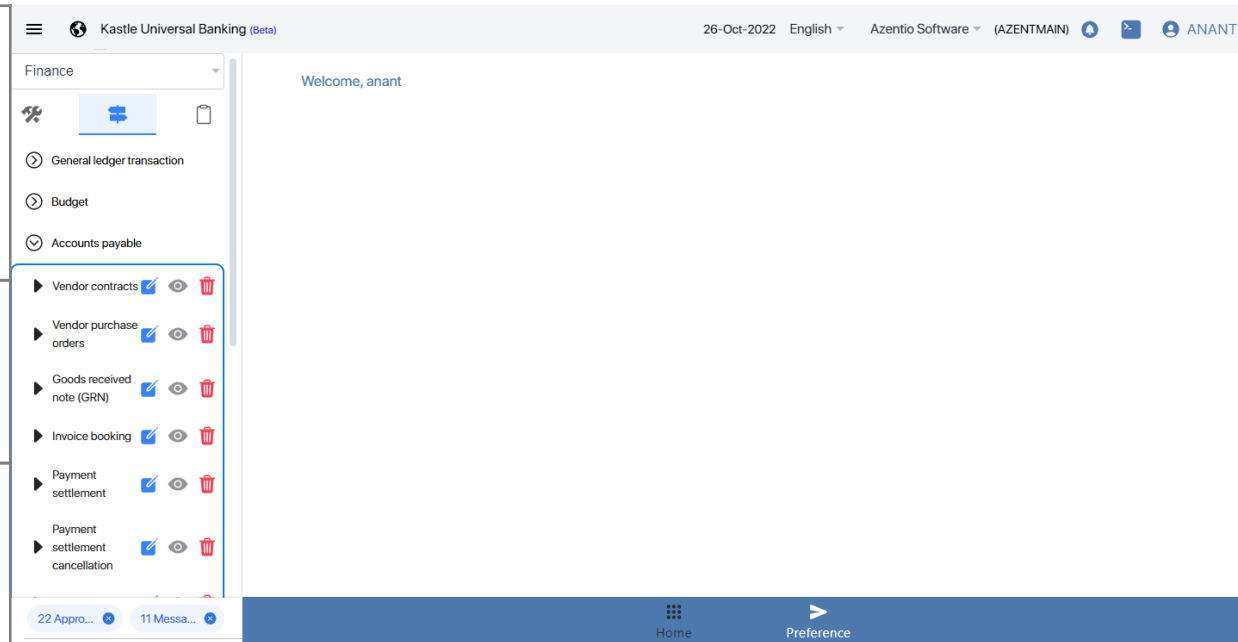 Kastle Universal Banking (Beta)
26-Oct-2022 English Azentio Software (AZENTMAIN) ANANT
Finance
Welcome, anant
General ledger transaction
Budget
Accounts payable
Vendor contracts
Vendor purchase
orders
Goods received
note (GRN)
Invoice booking
Payment
settlement
Payment
settlement
cancellation
22 Appro... 11 Messa...
Home Preference